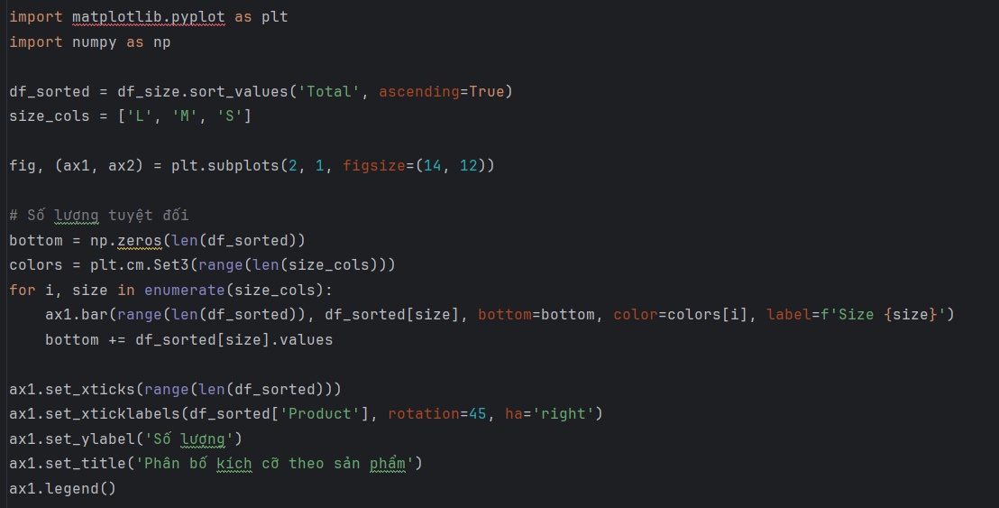 import matplotlib.pyplot as plt
import numpy as np

df_sorted = df_size.sort_values('Total', ascending=True)
size_cols = ['L', 'M', 'S']

fig, (ax1, ax2) = plt.subplots(2, 1, figsize=(14, 12))

# Số lượng tuyệt đối
bottom = np.zeros(len(df_sorted))
colors = plt.cm.Set3(range(len(size_cols)))
for i, size in enumerate(size_cols):
    ax1.bar(range(len(df_sorted)), df_sorted[size], bottom=bottom, color=colors[i], label=f'Size {size}')
    bottom += df_sorted[size].values

ax1.set_xticks(range(len(df_sorted)))
ax1.set_xticklabels(df_sorted['Product'], rotation=45, ha='right')
ax1.set_ylabel('Số lượng')
ax1.set_title('Phân bố kích cỡ theo sản phẩm')
ax1.legend()